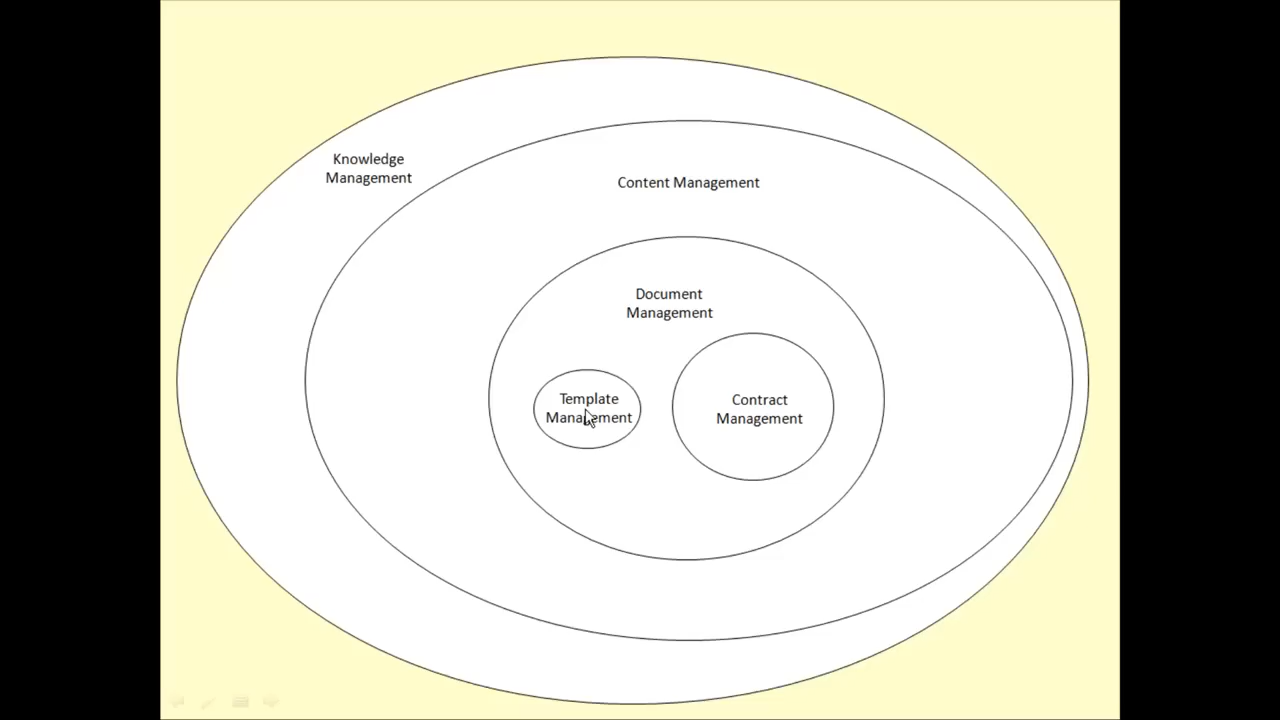 Knowledge
Management
Content Management
Document
Management
Template
Management
Contract
Management